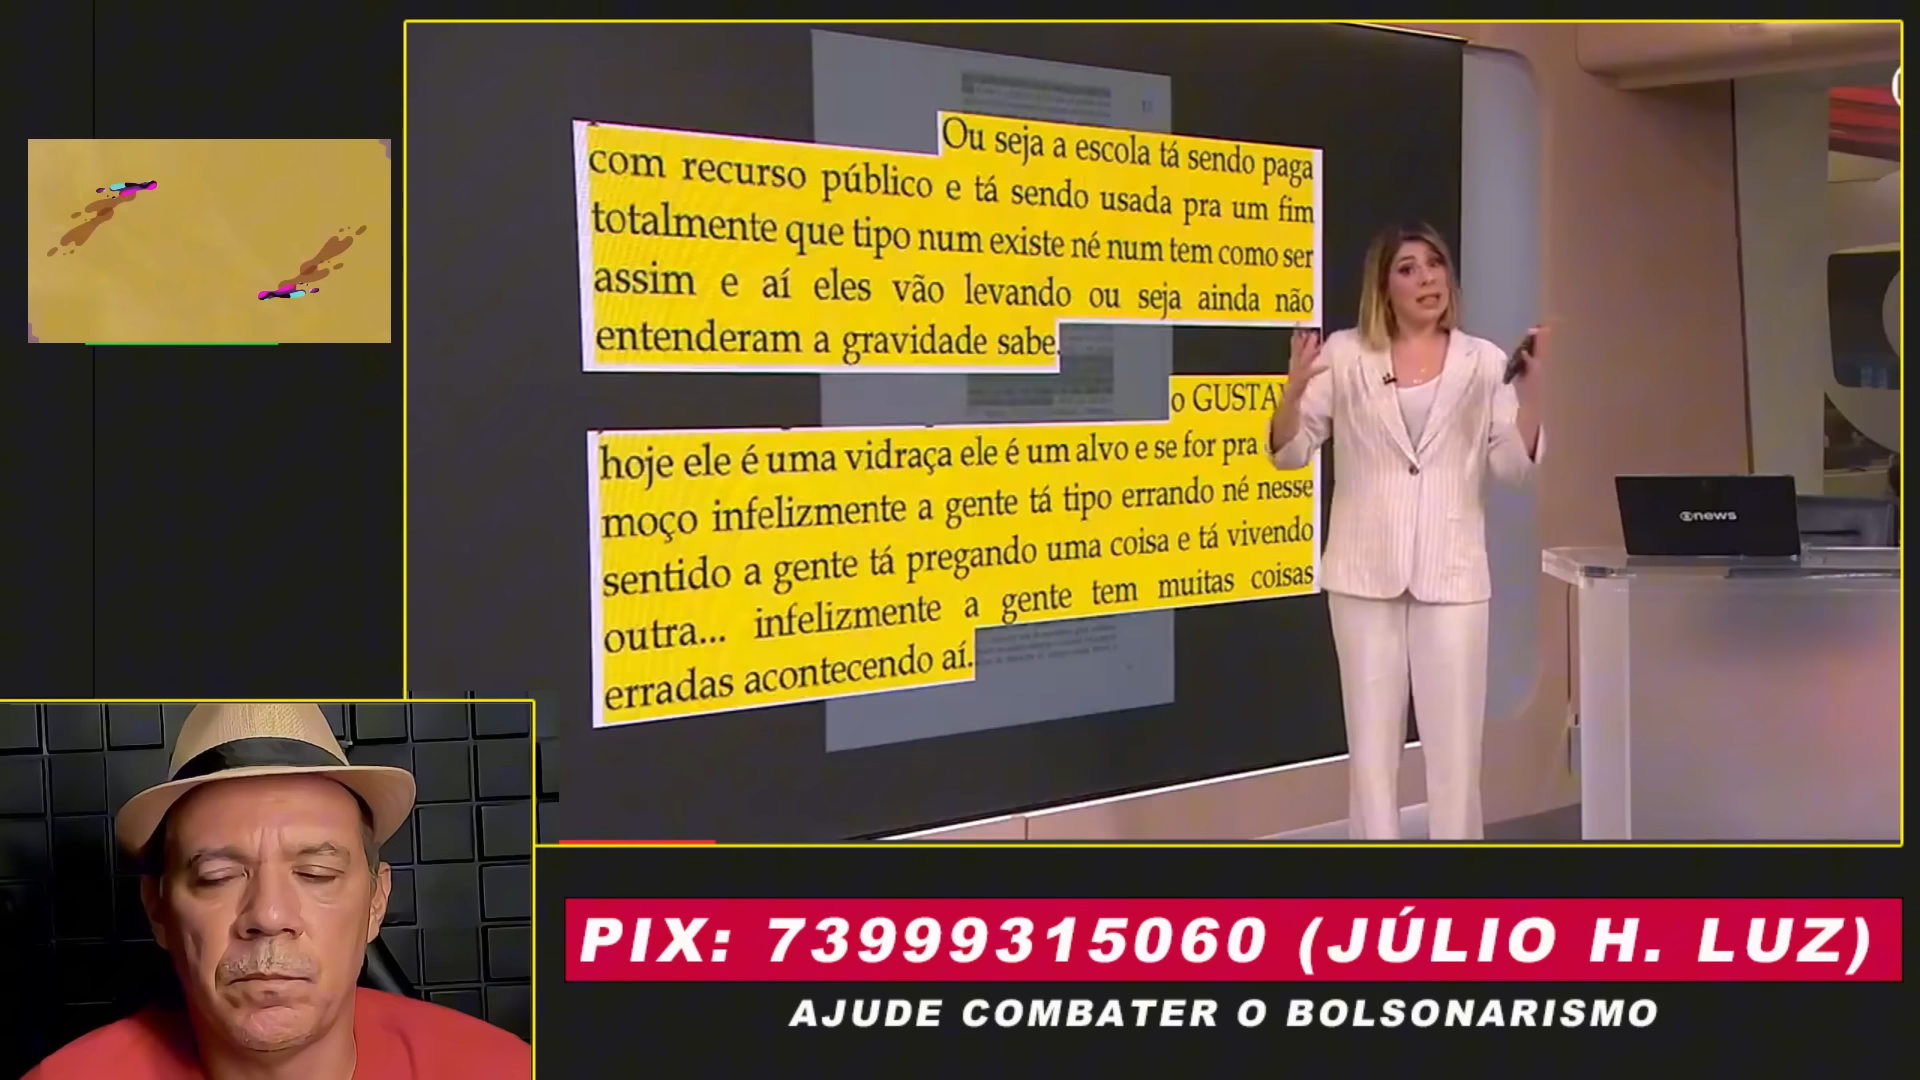 Ou seja a escola tá sendo paga
com recurso público e tá sendo usada pra um fim
totalmente que tipo num existe né num tem como ser
assim e aí eles vão levando ou seja ainda não
entenderam a gravidade sabe.
o
hoje ele é uma vidraça ele é um alvo e se for pra
moço infelizmente a gente tá tipo errando né nesse
sentido a gente tá pregando uma coisa e tá vivendo
outra... infelizmente a gente tem muitas coisas
erradas acontecendo aí.
news
PIX: 73999315060 (JÚLIO H. LUZ)
AJUDE COMBATER O BOLSONARISMO